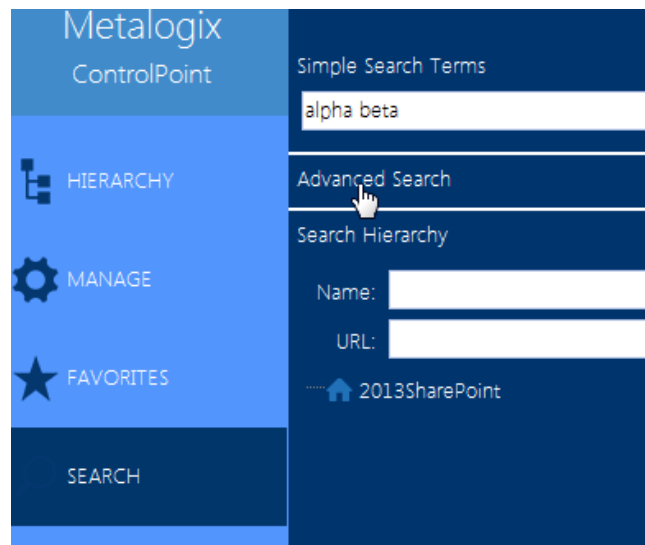 Metalogix
ControlPoint
HIERARCHY
MANAGE
FAVORITES
SEARCH
Simple Search Terms
alpha beta
Advanced Search
Search Hierarchy
Name:
URL:
2013SharePoint